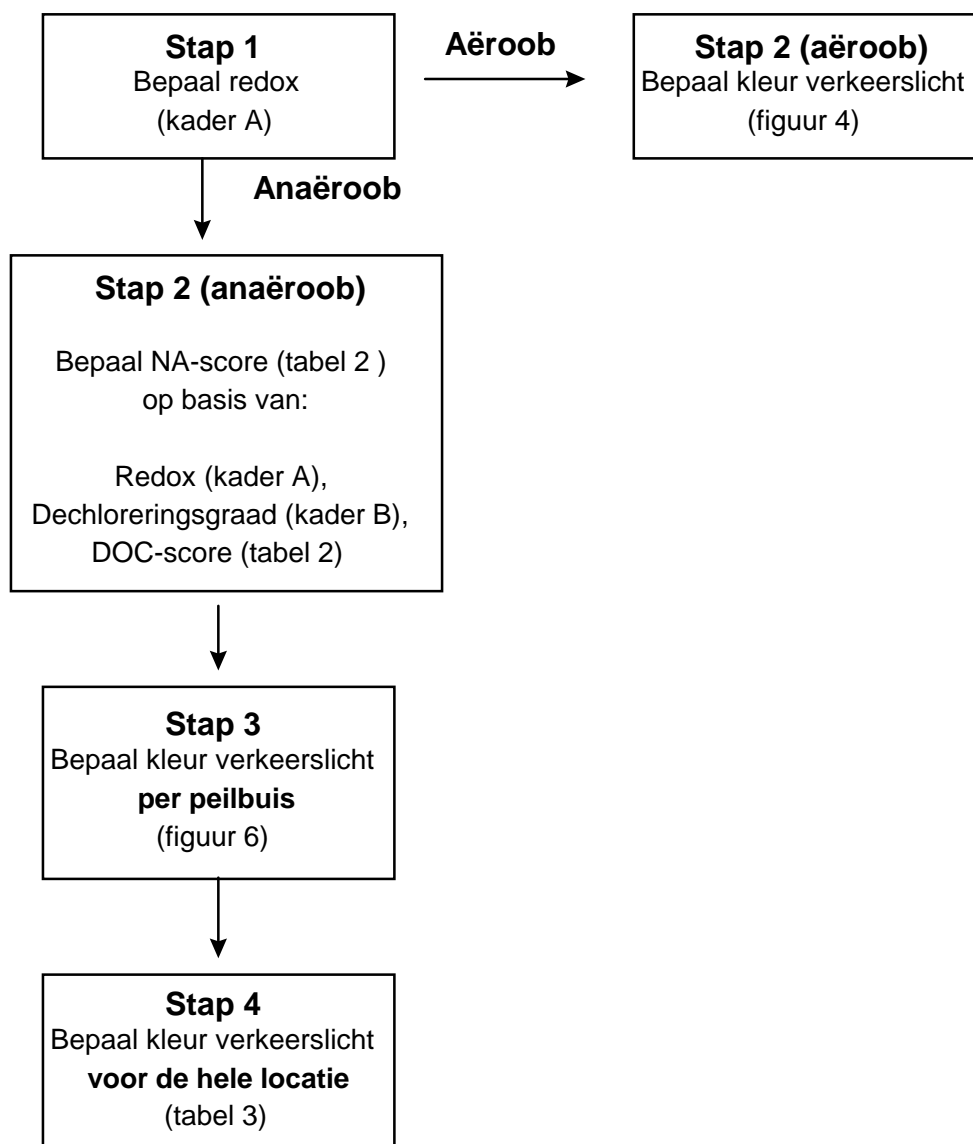 Stap 1
Bepaal redox
(kader A)
Aëroob
Stap 2 (aëroob)
Bepaal kleur verkeerslicht
(figuur 4)
Anaëroob
Stap 2 (anaëroob)
Bepaal NA-score (tabel 2 )
op basis van:
Redox (kader A),
Dechloreringsgraad (kader B),
DOC-score (tabel 2)
Stap 3
Bepaal kleur verkeerslicht
per peilbuis
(figuur 6)
Stap 4
Bepaal kleur verkeerslicht
voor de hele locatie
(tabel 3)